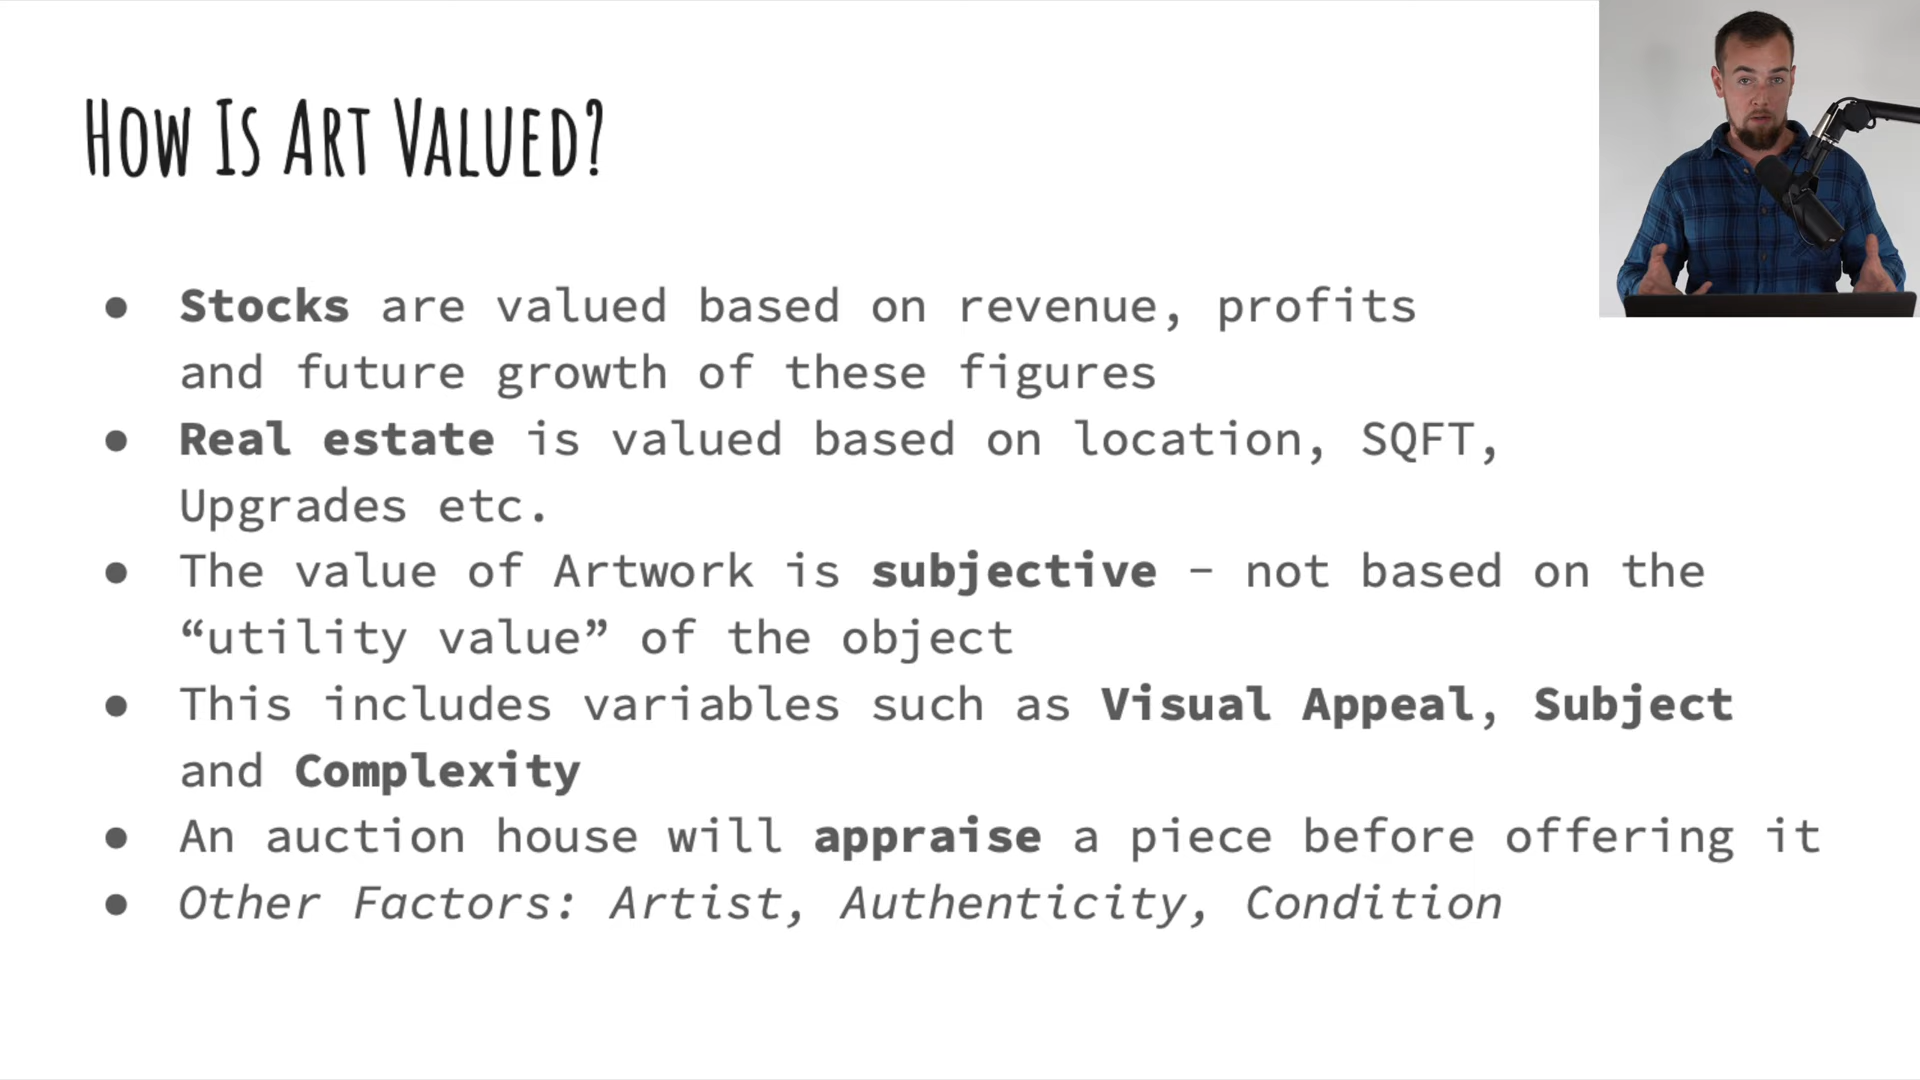 How Is Art Valued?
● Stocks are valued based on revenue, profits
and future growth of these figures
● Real estate is valued based on location, SQFT,
Upgrades etc.
● The value of Artwork is subjective – not based on the
“utility value” of the object
● This includes variables such as Visual Appeal, Subject
and Complexity
● An auction house will appraise a piece before offering it
● Other Factors: Artist, Authenticity, Condition